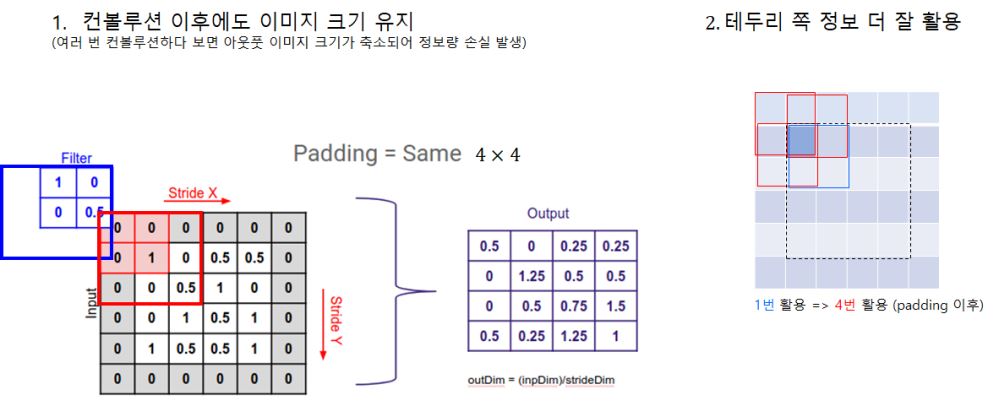 1. 컨볼루션 이후에도 이미지 크기 유지
(여러 번 컨볼루션하다 보면 아웃풋 이미지 크기가 축소되어 정보량 손실 발생)
2. 테두리 쪽 정보 더 잘 활용
Padding = Same 4 × 4
Filter
1 0
0 0.5
Stride X
Input
0 0 0 0 0 0
0 1 0 0.5 0.5 0
0 0 0.5 1 0 0
0 0 1 0.5 1 0
0 1 0.5 0.5 1 0
0 0 0 0 0 0
Stride Y
Output
0.5 0 0.25 0.25
0 1.25 0.5 0.5
0 0.5 0.75 1.5
0.5 0.25 1.25 1
outDim = (inpDim)/strideDim
1번 활용 => 4번 활용 (padding 이후)